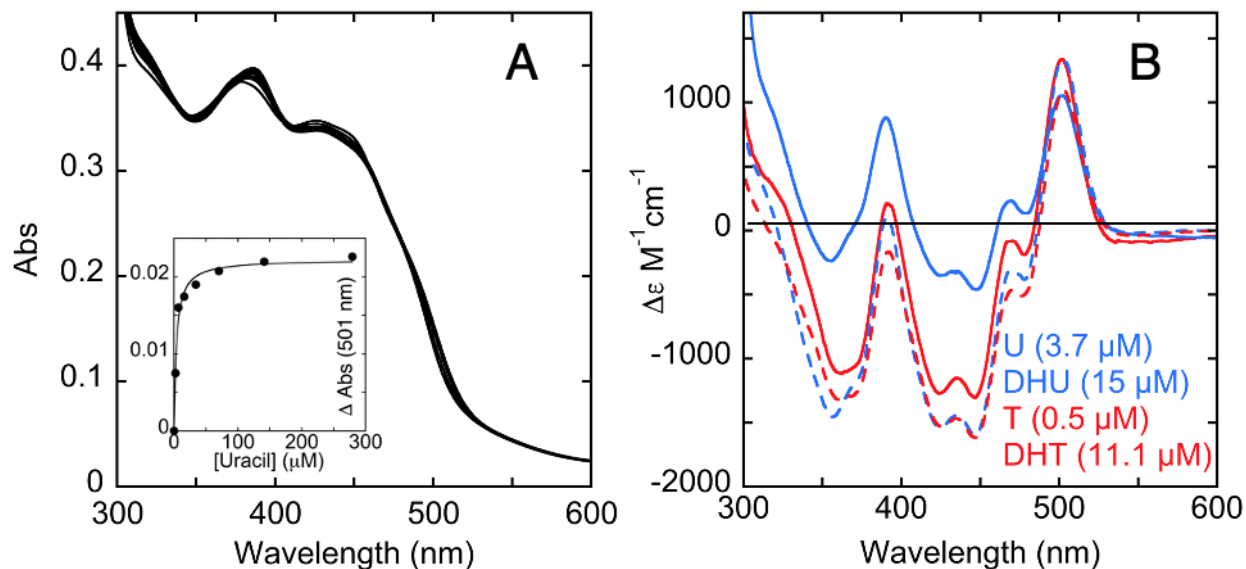 A
Abs
0.4
0.3
0.2
0.1
0
300
400
500
600
Wavelength (nm)
0.02
0.01
0
0
100
200
300
[Uracil] (μM)
Δ Abs (501 nm)
B
Δε M⁻¹cm⁻¹
1000
0
-1000
-2000
300
400
500
600
Wavelength (nm)
U (3.7 μM)
DHU (15 μM)
T (0.5 μM)
DHT (11.1 μM)